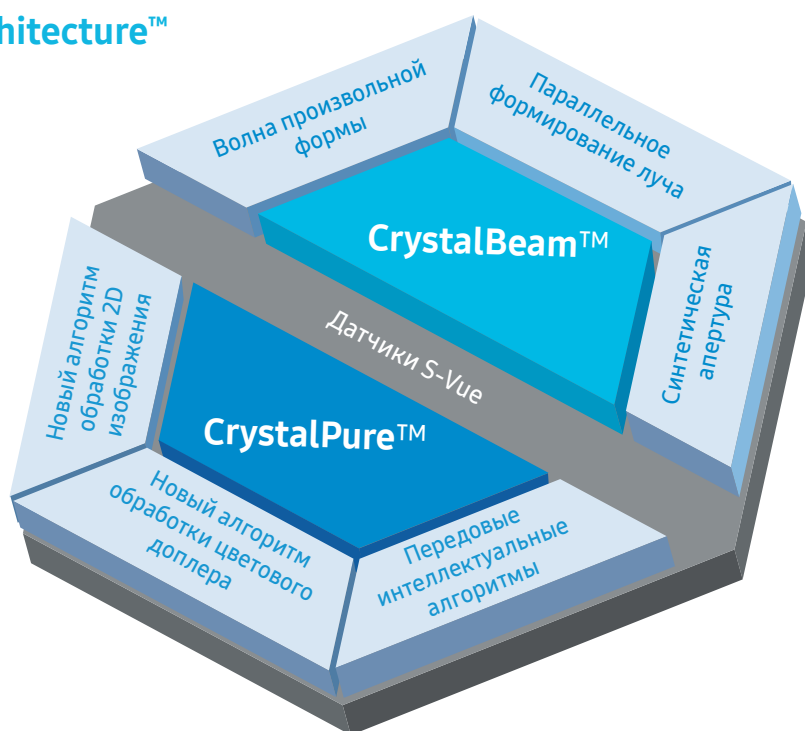 hitecture™
Волна произвольной
формы
Параллельное
формирование луча
CrystalBeam™
Синтетическая
апертура
Датчики S-Vue
Новый алгоритм
обработки 2D
изображения
CrystalPure™
Новый алгоритм
обработки цветового
доплера
Передовые
интеллектуальные
алгоритмы